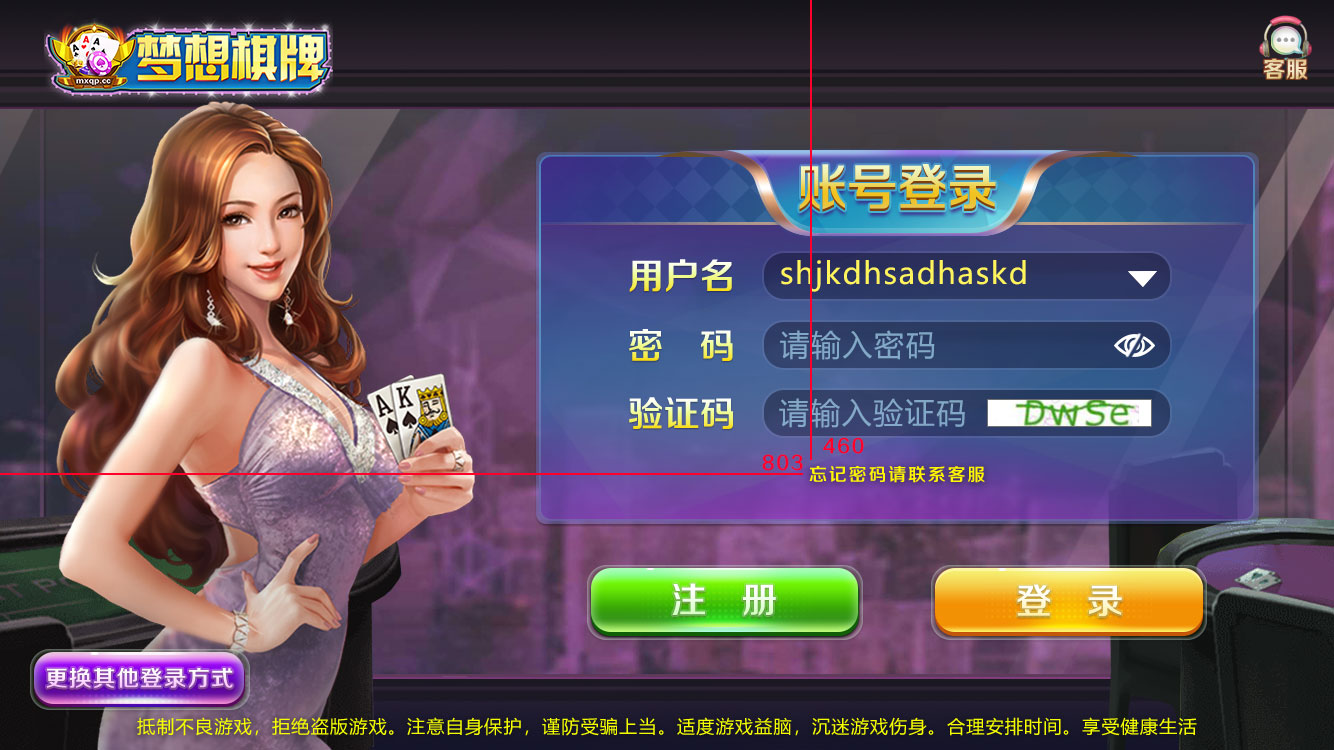 梦想棋牌
mxqp.cc
客服
账号登录
用户名
shjkdhsadhaskd
密 码
请输入密码
验证码
请输入验证码
DwSe
A K
460
803
忘记密码请联系客服
注 册
登 录
更换其他登录方式
抵制不良游戏，拒绝盗版游戏。注意自身保护，谨防受骗上当。适度游戏益脑，沉迷游戏伤身。合理安排时间。享受健康生活